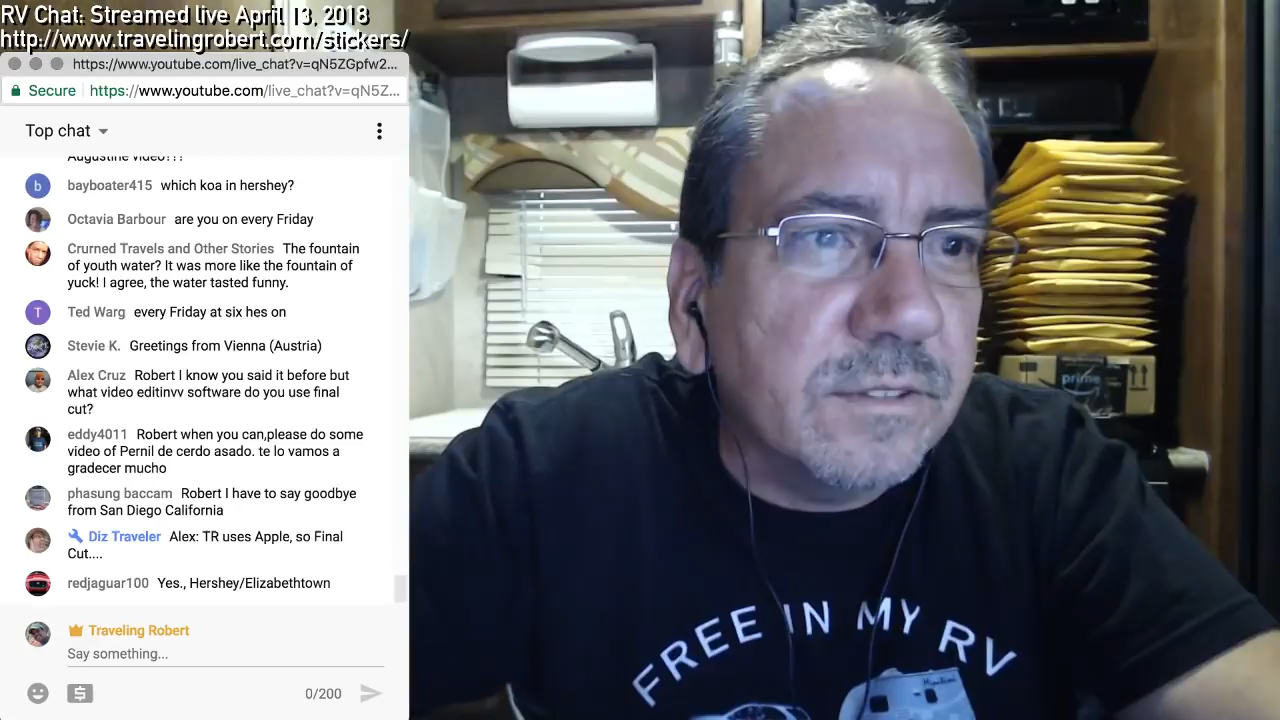 RV Chat: Streamed live April 13, 2018
http://www.travelingrobert.com/stickers/
https://www.youtube.com/live_chat?v=qN5ZGpfw2...
Secure https://www.youtube.com/live_chat?v=qN5Z...
Top chat
Augustine video!!!
bayboater415 which koa in hershey?
Octavia Barbour are you on every Friday
Crurned Travels and Other Stories The fountain
of youth water? It was more like the fountain of
yuck! I agree, the water tasted funny.
b
T
Ted Warg every Friday at six hes on
Stevie K. Greetings from Vienna (Austria)
Alex Cruz Robert I know you said it before but
what video editinvv software do you use final
cut?
eddy4011 Robert when you can,please do some
video of Pernil de cerdo asado. te lo vamos a
gradecer mucho
phasung baccam Robert I have to say goodbye
from San Diego California
Diz Traveler Alex: TR uses Apple, so Final
Cut....
redjaguar100 Yes., Hershey/Elizabethtown
Traveling Robert
Say something...
0/200
prime
FREE IN MY RV